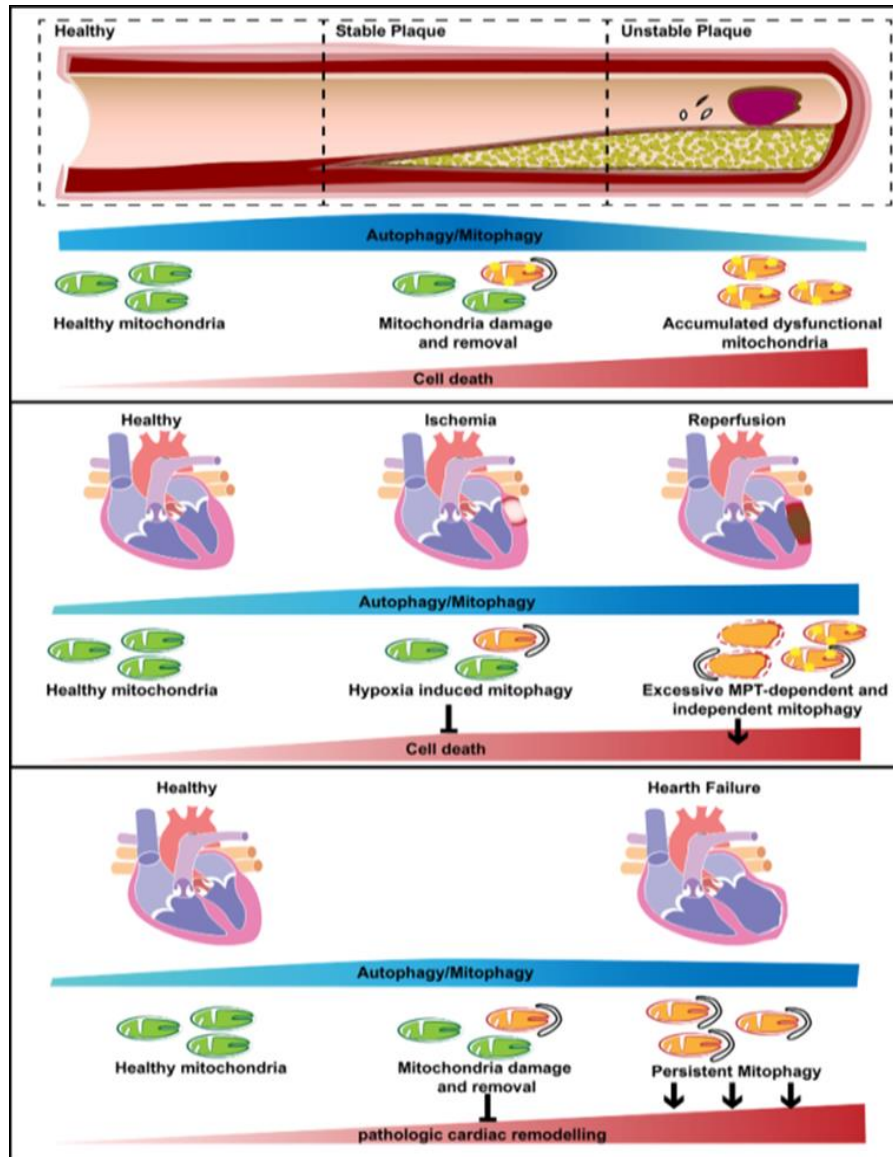 Healthy
Stable Plaque
Unstable Plaque
Autophagy/Mitophagy
Healthy mitochondria
Mitochondria damage
and removal
Accumulated dysfunctional
mitochondria
Cell death
Healthy
Ischemia
Reperfusion
Autophagy/Mitophagy
Healthy mitochondria
Hypoxia induced mitophagy
Excessive MPT-dependent and
independent mitophagy
Cell death
Healthy
Hearth Failure
Autophagy/Mitophagy
Healthy mitochondria
Mitochondria damage
and removal
Persistent Mitophagy
pathologic cardiac remodelling